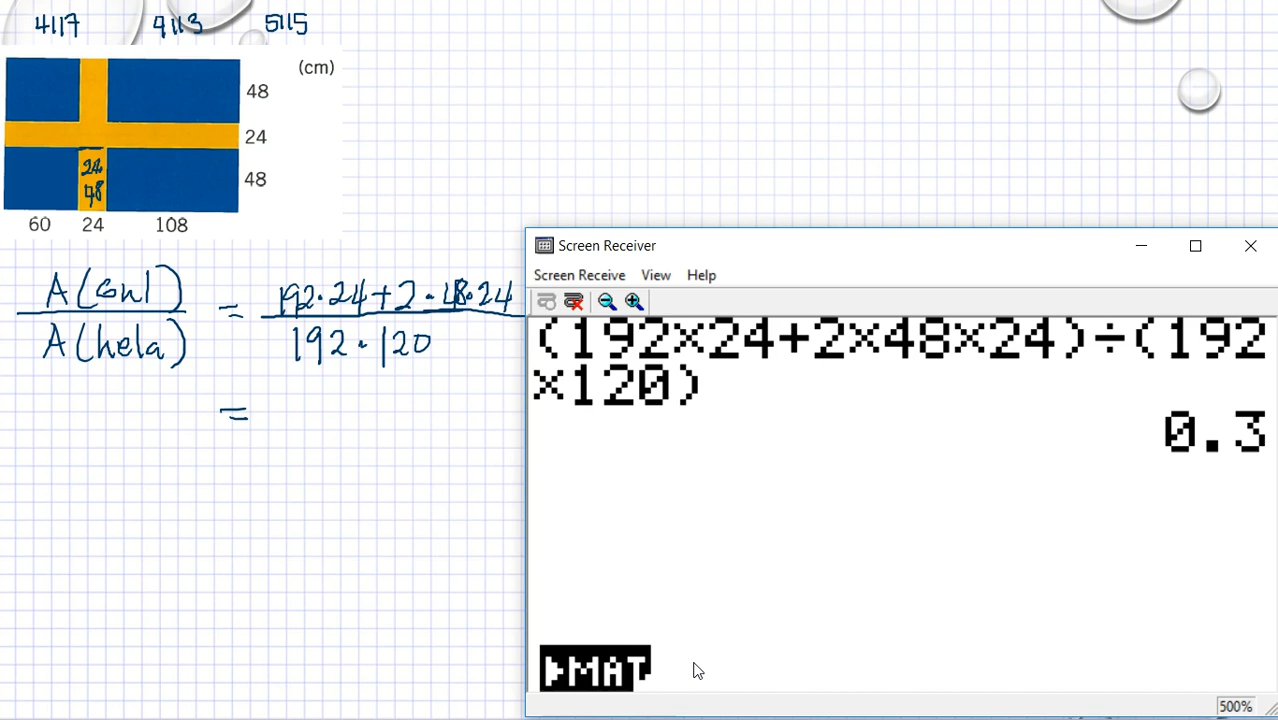 4117 4113 5115
(cm)
48
24
24
48
48
60 24 108
A(gul) = 192·24+2·48·24
A(hela) 192·120
=
Screen Receiver
Screen Receive View Help
(192×24+2×48×24)÷(192
×120)
0.3
▶MAT
500%